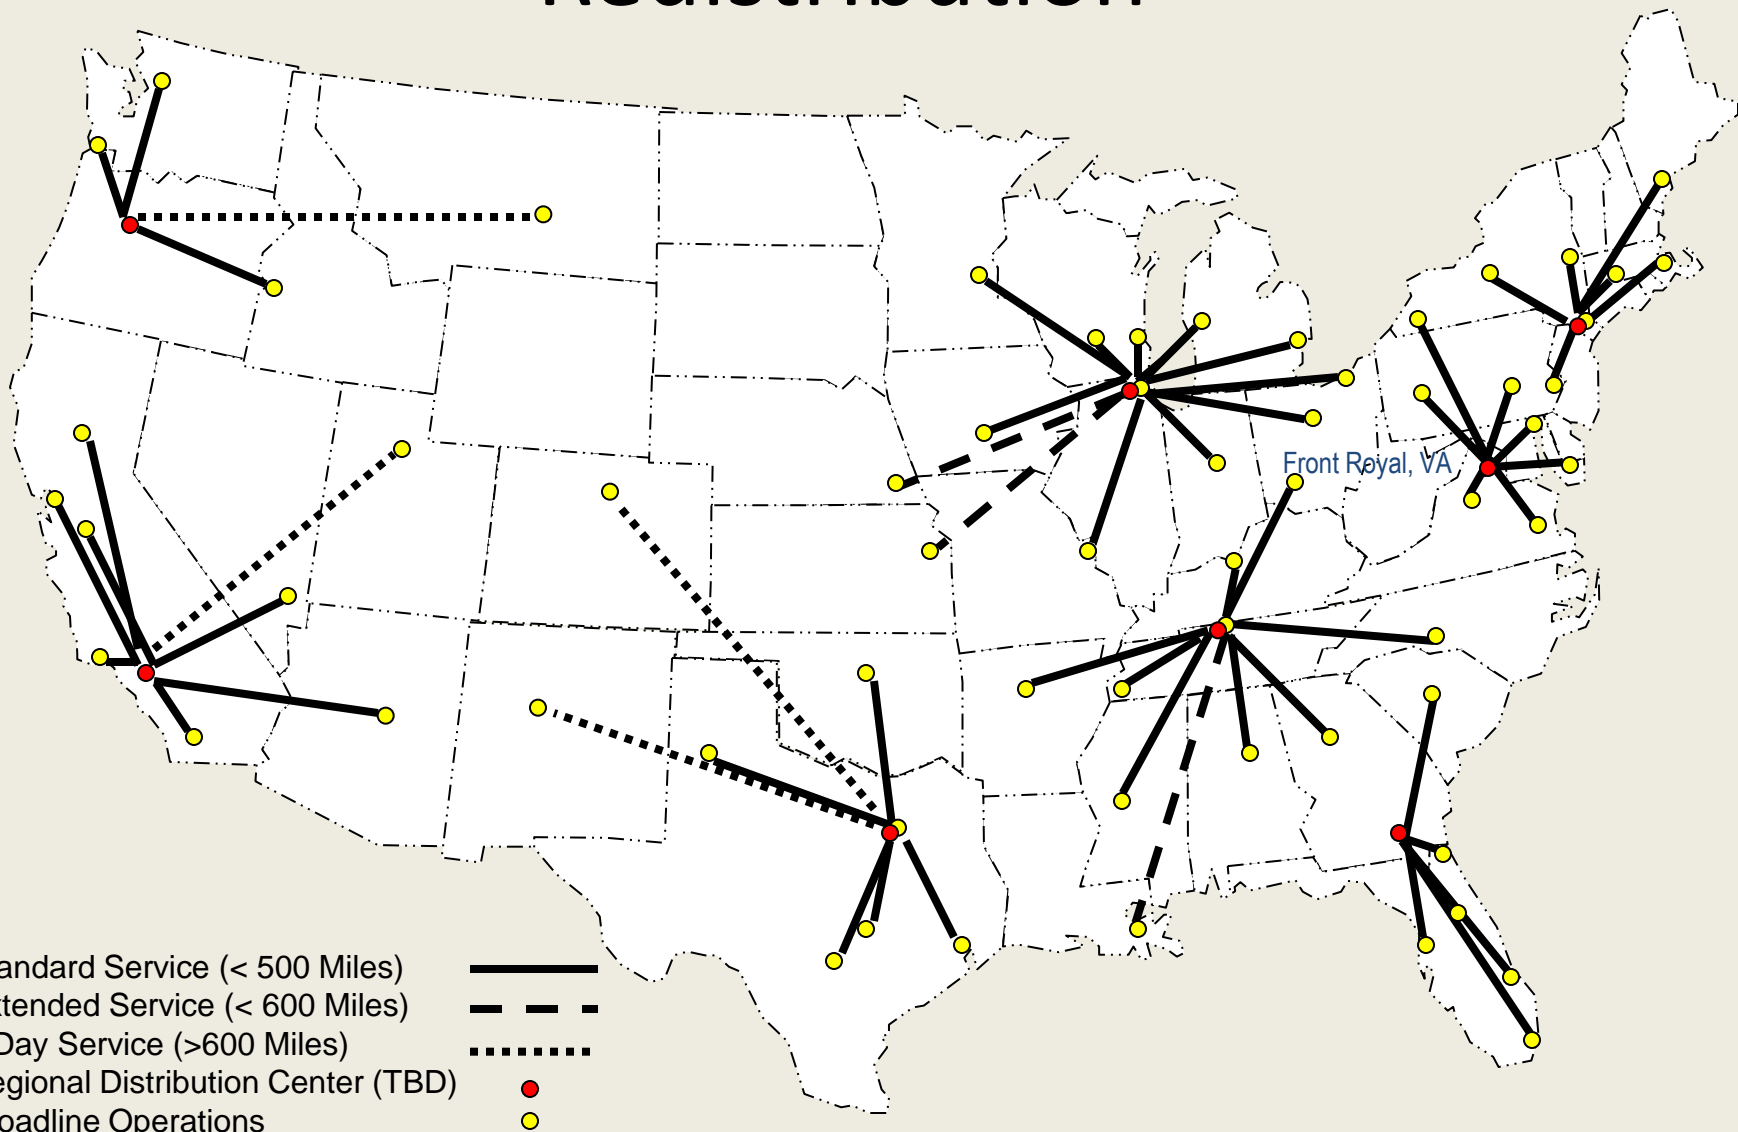 Redistribution
Front Royal, VA
andard Service (< 500 Miles)
tended Service (< 600 Miles)
Day Service (>600 Miles)
egional Distribution Center (TBD)
oadline Operations